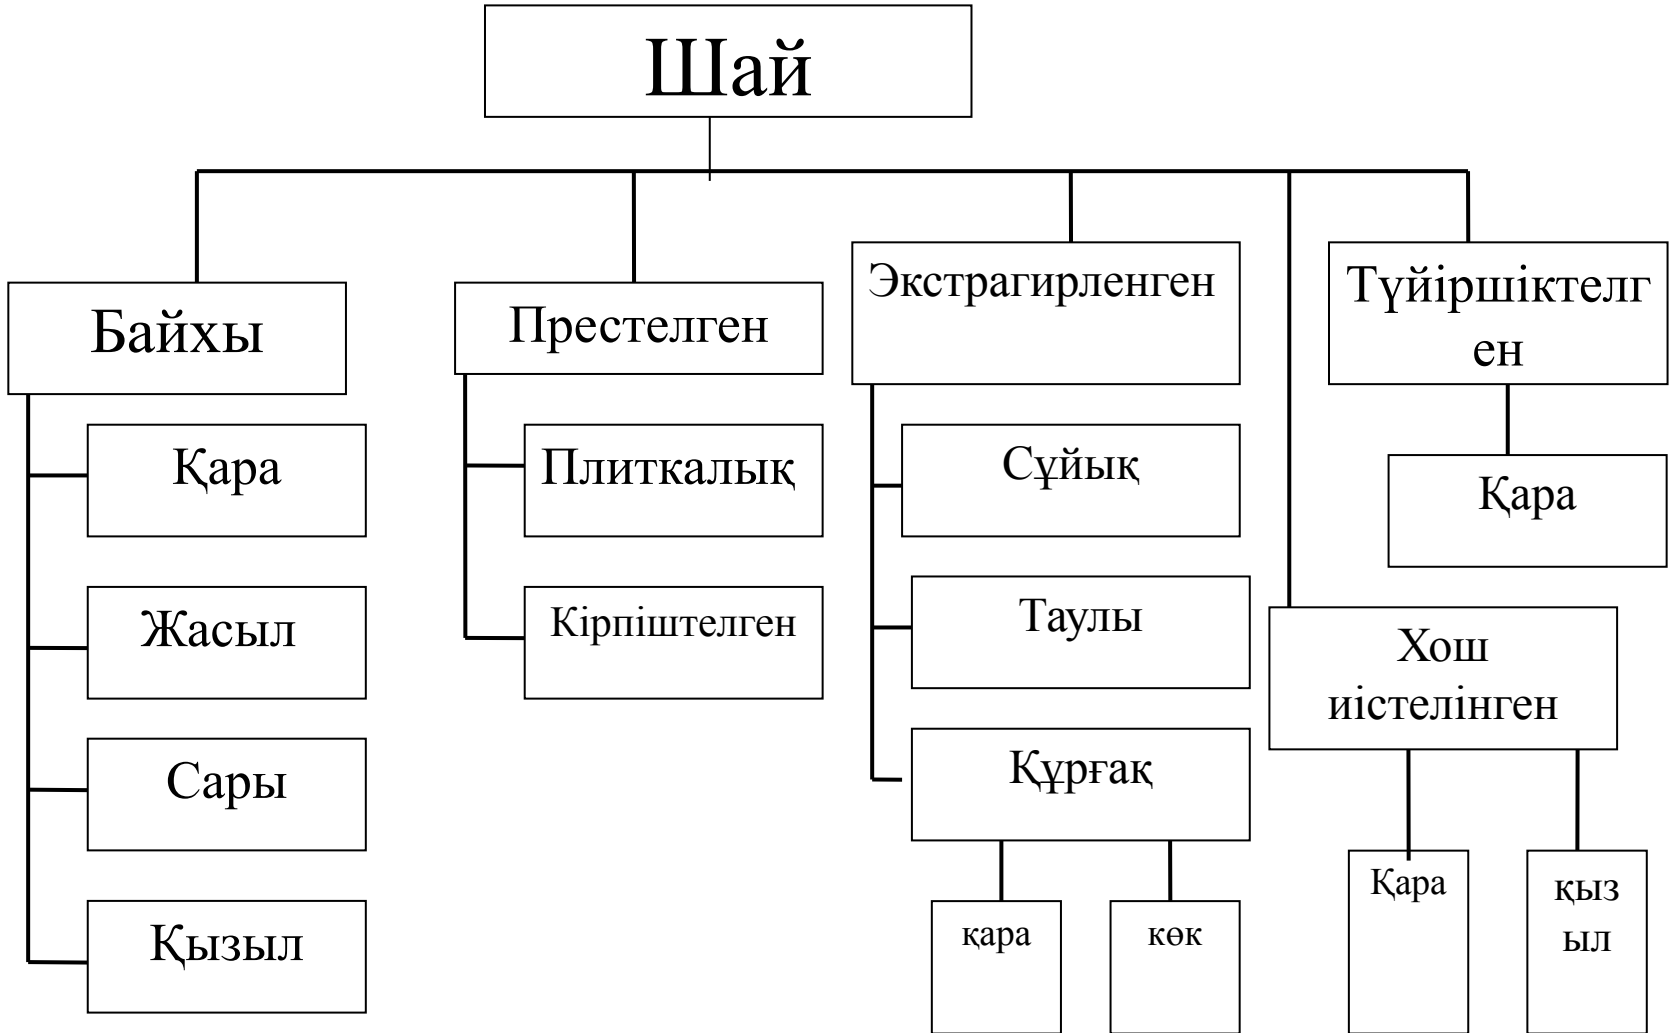 Шай
Байхы
Қара
Жасыл
Сары
Қызыл
Престелген
Плиткалық
Кірпіштелген
Экстрагирленген
Сұйық
Таулы
Құрғақ
қара
көк
Түйіршіктелг
ен
Қара
Хош
иістелінген
Қара
қыз
ыл